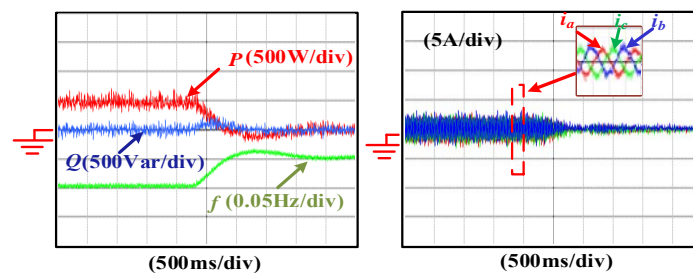 P (500W/div)
Q(500Var/div)
f (0.05Hz/div)
(500ms/div)
(5A/div)
ia ic ib
(500ms/div)